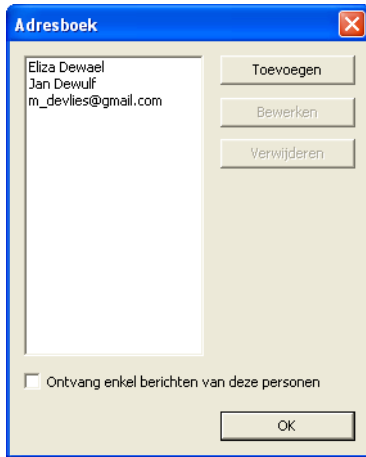 Adresboek
Eliza Dewael
Jan Dewulf
m_devlies@gmail.com
Toevoegen
Bewerken
Verwijderen
Ontvang enkel berichten van deze personen
OK